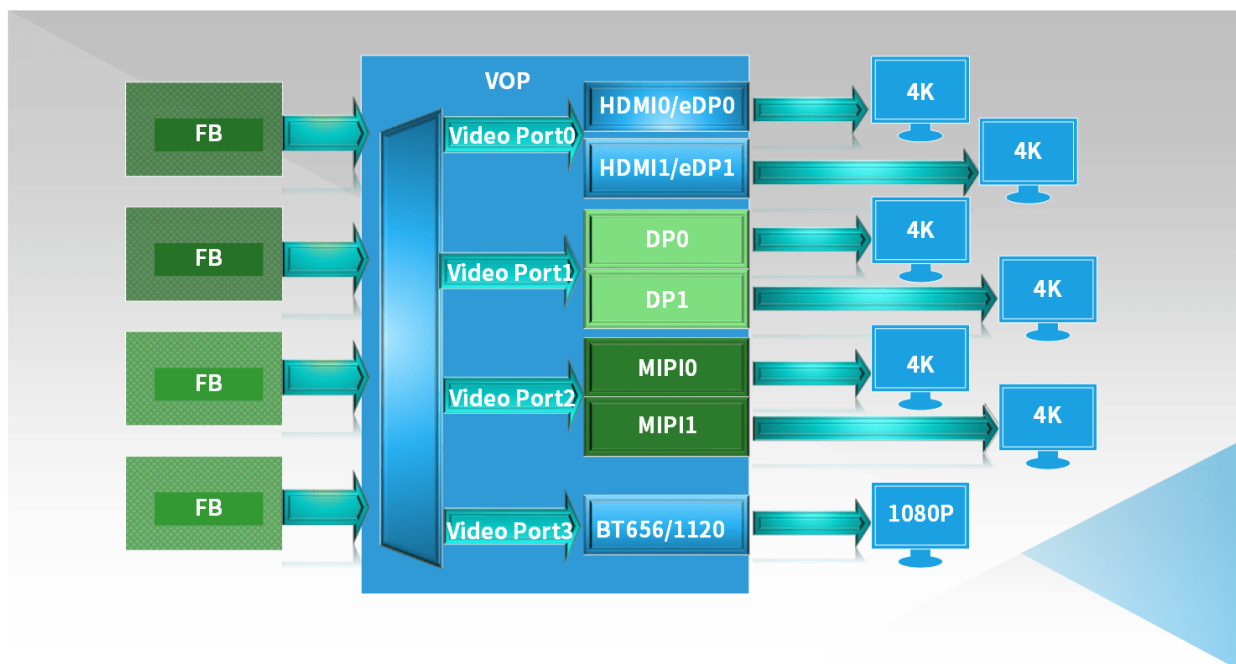 VOP
FB
FB
FB
FB
Video Port0
Video Port1
Video Port2
Video Port3
HDMI0/eDP0
HDMI1/eDP1
DP0
DP1
MIPI0
MIPI1
BT656/1120
4K
4K
4K
4K
4K
4K
1080P